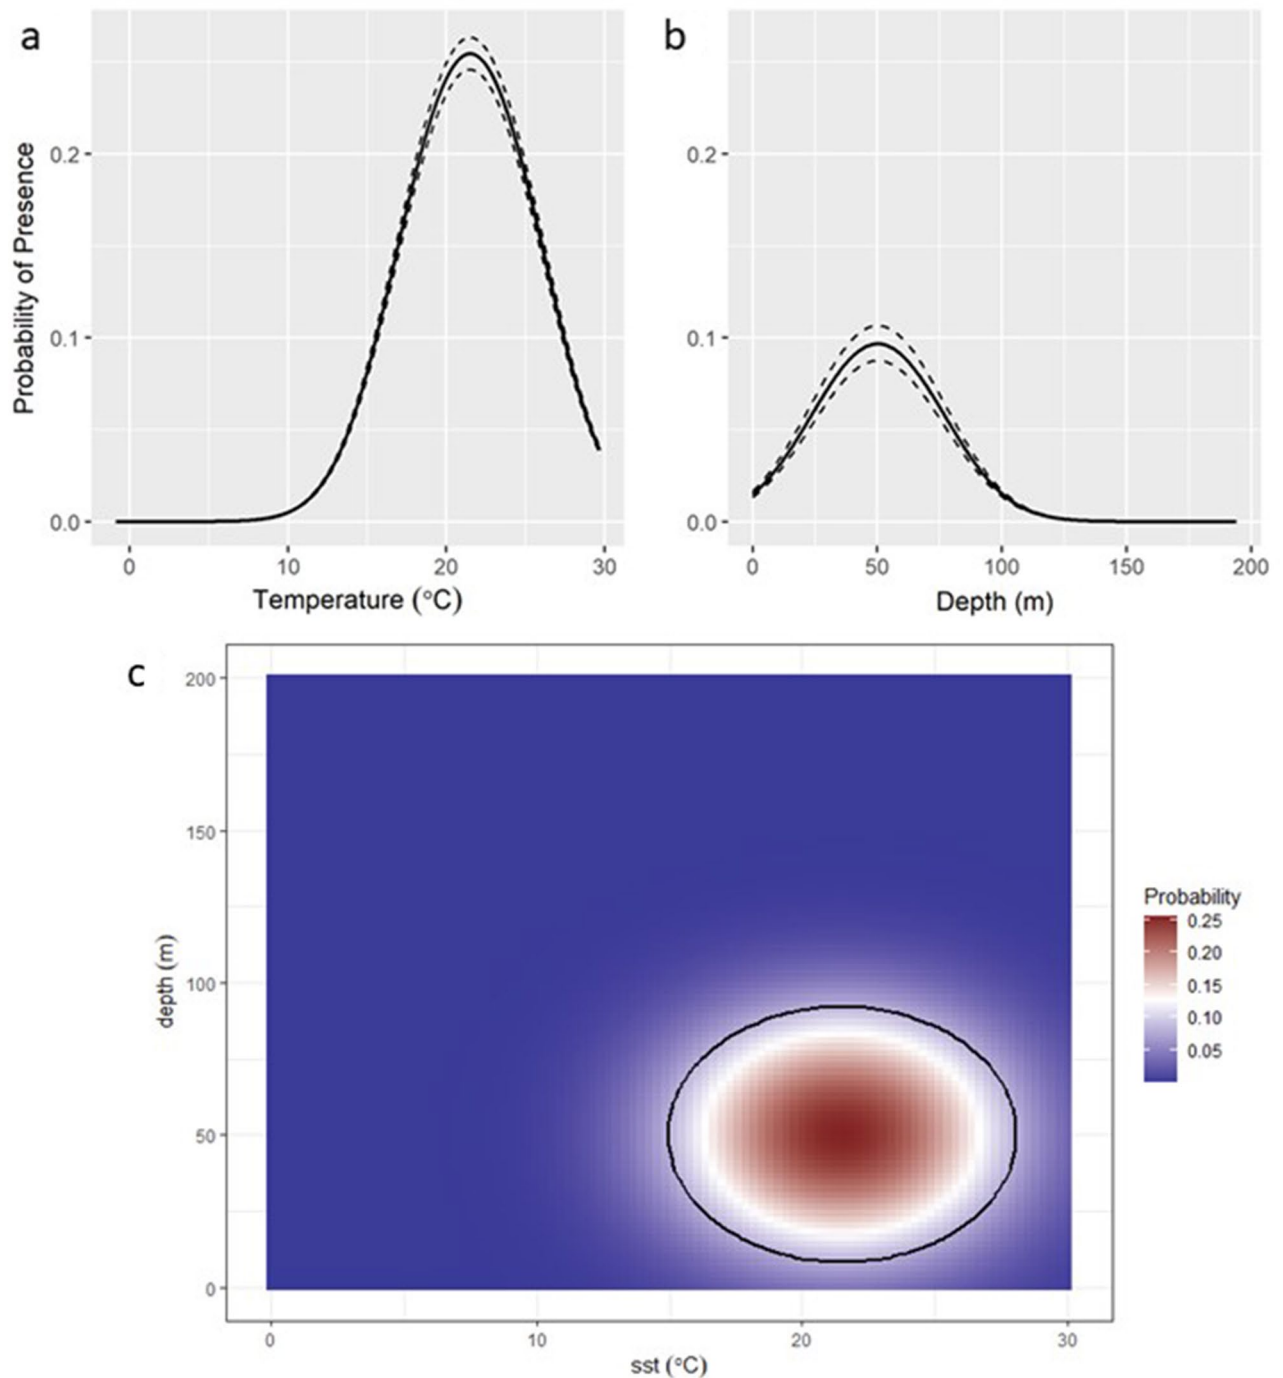 a
b
Probability of Presence
0.2
0.1
0.0
0 10 20 30
Temperature (°C)
0.2
0.1
0.0
0 50 100 150 200
Depth (m)
c
200
150
100
50
0
depth (m)
0 10 20 30
sst (°C)
Probability
0.25
0.20
0.15
0.10
0.05